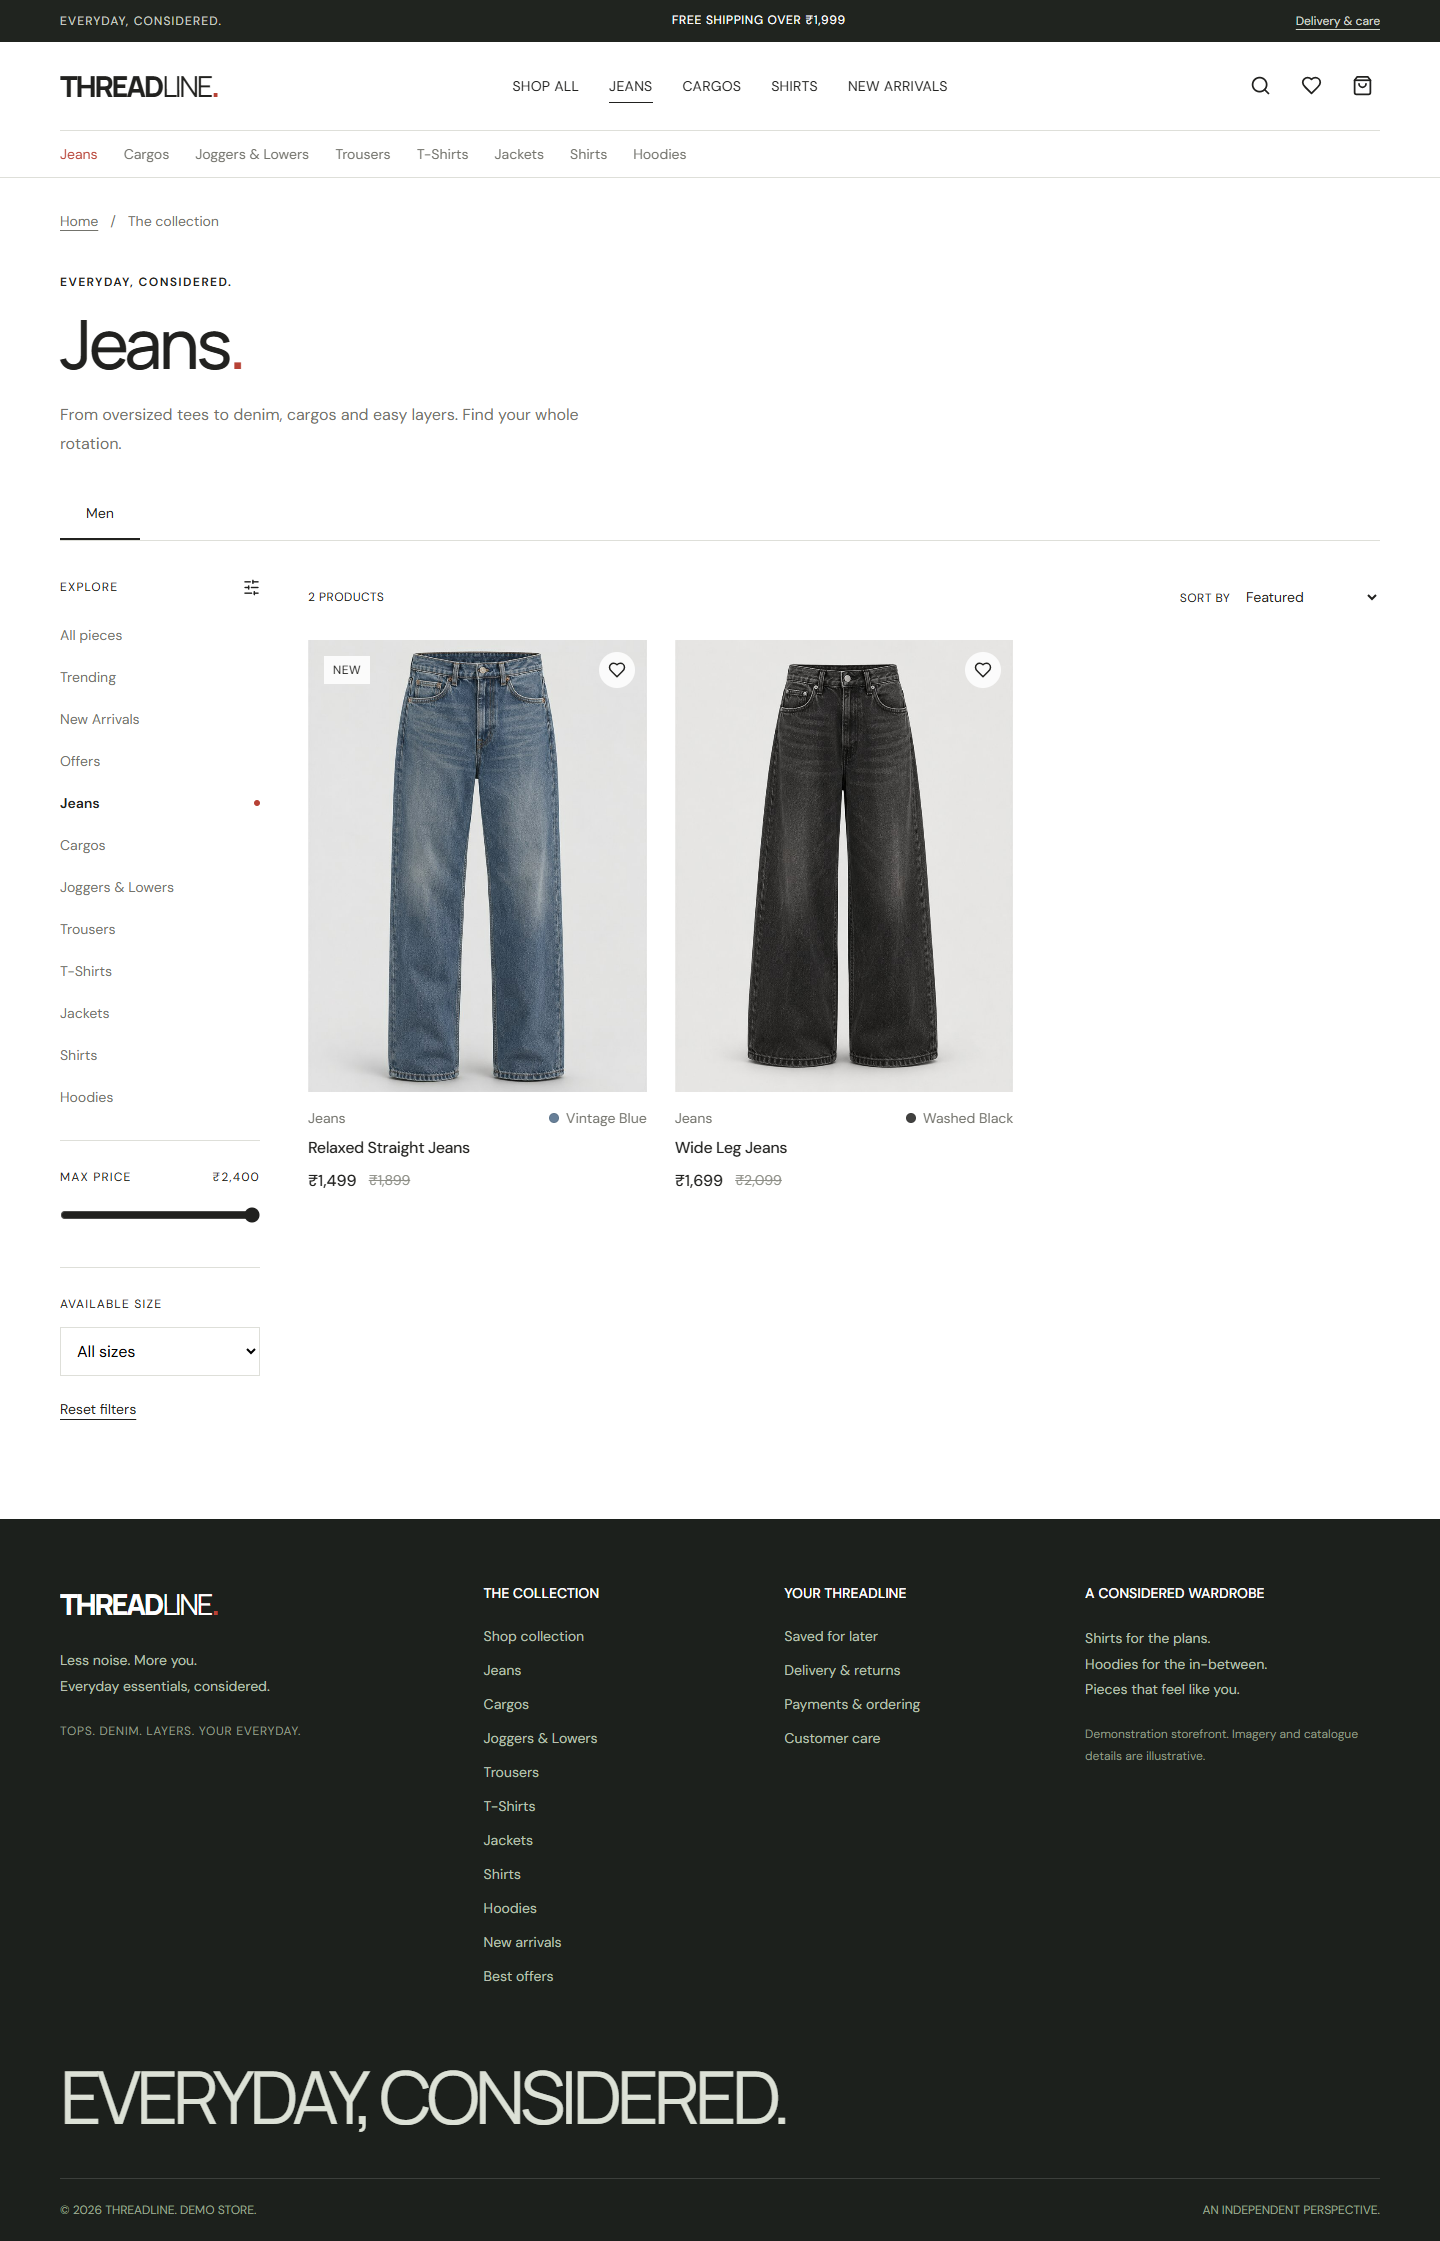 EVERYDAY, CONSIDERED.
FREE SHIPPING OVER ₹1,999
Delivery & care
THREADLINE.
SHOP ALL
JEANS
CARGOS
SHIRTS
NEW ARRIVALS
Jeans
Cargos
Joggers & Lowers
Trousers
T-Shirts
Jackets
Shirts
Hoodies
Home / The collection
EVERYDAY, CONSIDERED.
Jeans.
From oversized tees to denim, cargos and easy layers. Find your whole
rotation.
Men
EXPLORE
All pieces
Trending
New Arrivals
Offers
Jeans
Cargos
Joggers & Lowers
Trousers
T-Shirts
Jackets
Shirts
Hoodies
MAX PRICE
₹2,400
AVAILABLE SIZE
All sizes
Reset filters
2 PRODUCTS
SORT BY
Featured
NEW
Jeans
Vintage Blue
Relaxed Straight Jeans
₹1,499 ₹1,899
Jeans
Washed Black
Wide Leg Jeans
₹1,699 ₹2,099
THREADLINE.
Less noise. More you.
Everyday essentials, considered.
TOPS. DENIM. LAYERS. YOUR EVERYDAY.
THE COLLECTION
Shop collection
Jeans
Cargos
Joggers & Lowers
Trousers
T-Shirts
Jackets
Shirts
Hoodies
New arrivals
Best offers
YOUR THREADLINE
Saved for later
Delivery & returns
Payments & ordering
Customer care
A CONSIDERED WARDROBE
Shirts for the plans.
Hoodies for the in-between.
Pieces that feel like you.
Demonstration storefront. Imagery and catalogue
details are illustrative.
EVERYDAY, CONSIDERED.
© 2026 THREADLINE. DEMO STORE.
AN INDEPENDENT PERSPECTIVE.